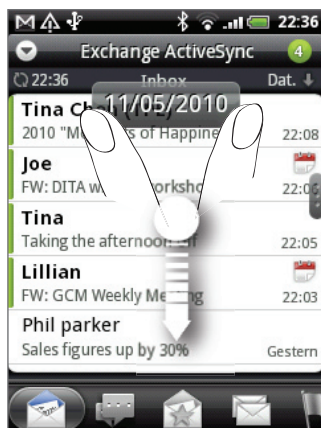 22:36
Exchange ActiveSync 4
22:36 Inbox Dat.
11/05/2010
Tina
2010 of Happine 22:08
Joe
FW: DITA 22:06
Tina
Taking the afternoon 22:05
Lillian
FW: GCM Weekly 22:03
Phil parker
Sales figures up by 30% Gestern